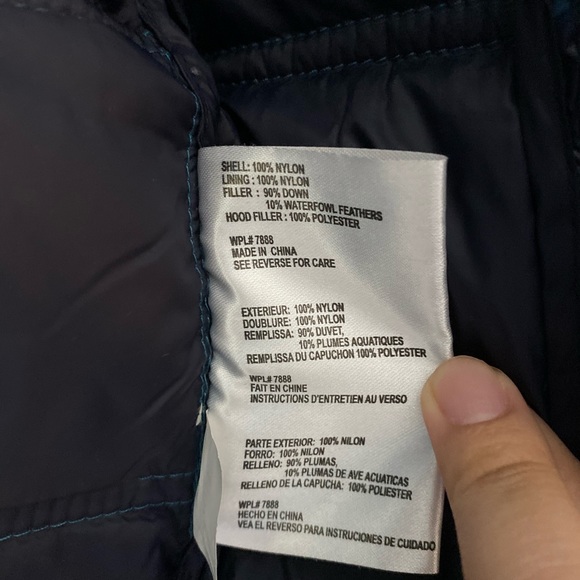 SHELL: 100% NYLON
LINING : 100% NYLON
FILLER : 90% DOWN
10% WATERFOWL FEATHERS
HOOD FILLER : 100% POLYESTER
WPL# 7888
MADE IN CHINA
SEE REVERSE FOR CARE
EXTERIEUR: 100% NYLON
DOUBLURE: 100% NYLON
REMPLISSA: 90% DUVET,
10% PLUMES AQUATIQUES
REMPLISSA DU CAPUCHON 100% POLYESTER
WPL# 7888
FAIT EN CHINE
INSTRUCTIONS D'ENTRETIEN AU VERSO
PARTE EXTERIOR: 100% NILON
FORRO: 100% NILON
RELLENO: 90% PLUMAS,
10% PLUMAS DE AVE ACUATICAS
RELLENO DE LA CAPUCHA: 100% POLIESTER
WPL# 7888
HECHO EN CHINA
VEA EL REVERSO PARA INSTRUCCIONES DE CUIDADO